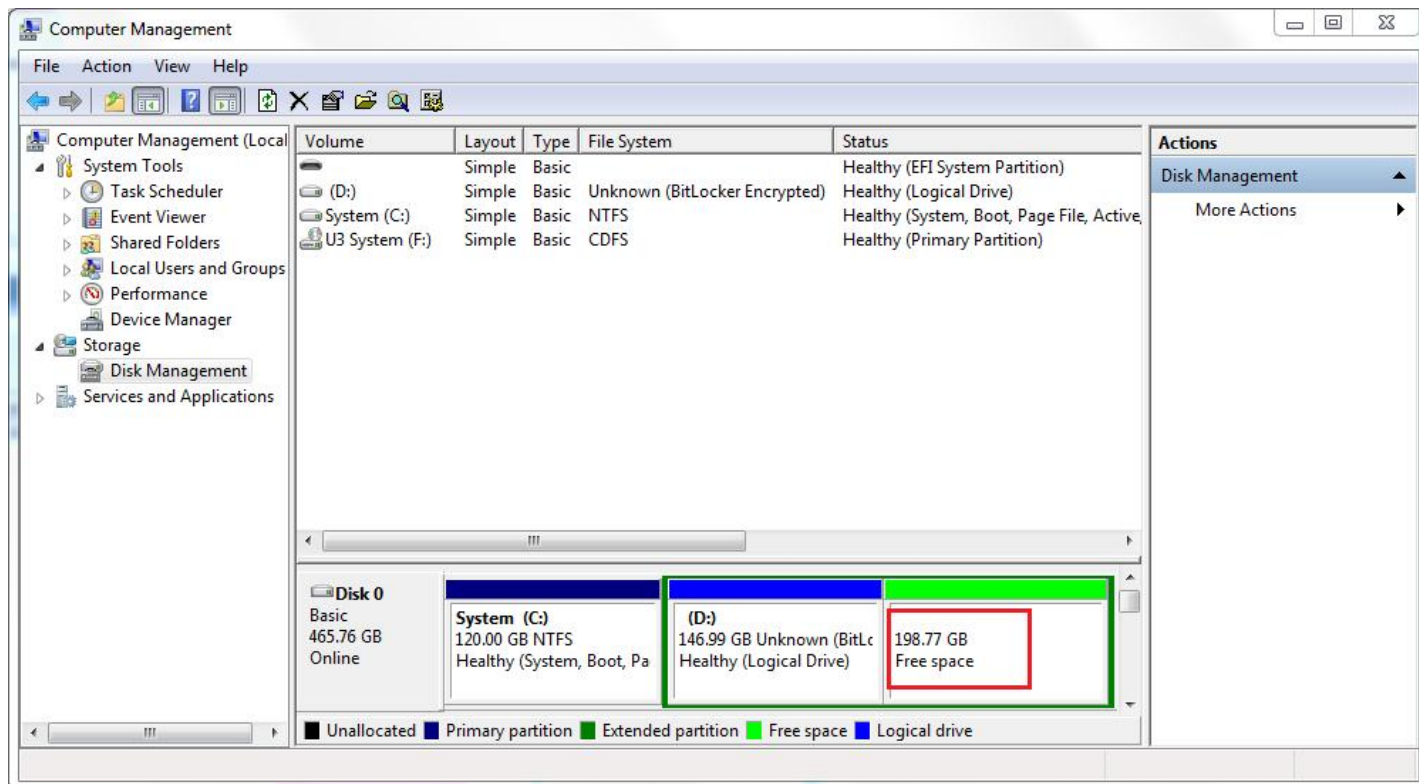 Computer Management
File Action View Help
Computer Management (Local
System Tools
Task Scheduler
Event Viewer
Shared Folders
Local Users and Groups
Performance
Device Manager
Storage
Disk Management
Services and Applications
Volume Layout Type File System Status
Simple Basic Healthy (EFI System Partition)
(D:) Simple Basic Unknown (BitLocker Encrypted) Healthy (Logical Drive)
System (C:) Simple Basic NTFS Healthy (System, Boot, Page File, Active,
U3 System (F:) Simple Basic CDFS Healthy (Primary Partition)
Disk 0
Basic
465.76 GB
Online
System (C:)
120.00 GB NTFS
Healthy (System, Boot, Pa
(D:)
146.99 GB Unknown (BitLc
Healthy (Logical Drive)
198.77 GB
Free space
Unallocated Primary partition Extended partition Free space Logical drive
Actions
Disk Management
More Actions